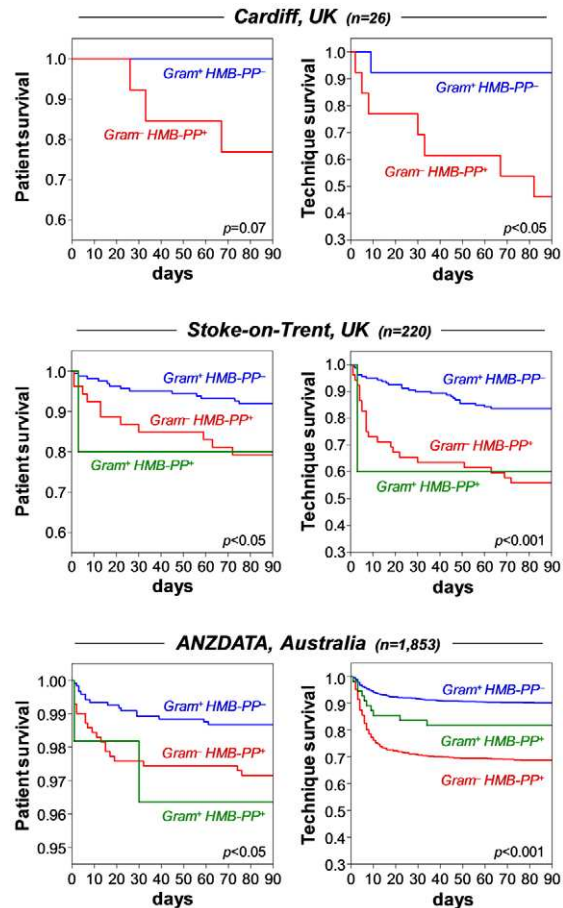 Cardiff, UK (n=26)
Patient survival
1.0
0.9
0.8
0.7
0.6
Gram+ HMB-PP–
Gram– HMB-PP+
p=0.07
0 10 20 30 40 50 60 70 80 90
days
Technique survival
1.0
0.9
0.8
0.7
0.6
0.5
0.4
0.3
Gram+ HMB-PP–
Gram– HMB-PP+
p<0.05
0 10 20 30 40 50 60 70 80 90
days
Stoke-on-Trent, UK (n=220)
Patient survival
1.0
0.9
0.8
0.7
0.6
Gram+ HMB-PP–
Gram– HMB-PP+
Gram+ HMB-PP+
p<0.05
0 10 20 30 40 50 60 70 80 90
days
Technique survival
1.0
0.9
0.8
0.7
0.6
0.5
0.4
0.3
Gram+ HMB-PP–
Gram– HMB-PP+
Gram+ HMB-PP+
p<0.001
0 10 20 30 40 50 60 70 80 90
days
ANZDATA, Australia (n=1,853)
Patient survival
1.00
0.99
0.98
0.97
0.96
0.95
Gram+ HMB-PP–
Gram– HMB-PP+
Gram+ HMB-PP+
p<0.05
0 10 20 30 40 50 60 70 80 90
days
Technique survival
1.0
0.9
0.8
0.7
0.6
0.5
0.4
0.3
Gram+ HMB-PP–
Gram+ HMB-PP+
Gram– HMB-PP+
p<0.001
0 10 20 30 40 50 60 70 80 90
days